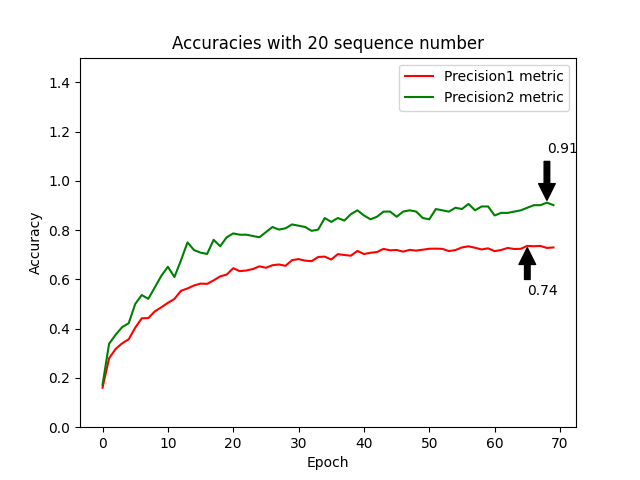 Accuracies with 20 sequence number
Precision1 metric
Precision2 metric
0.91
0.74
1.4
1.2
1.0
0.8
0.6
0.4
0.2
0.0
Accuracy
0 10 20 30 40 50 60 70
Epoch